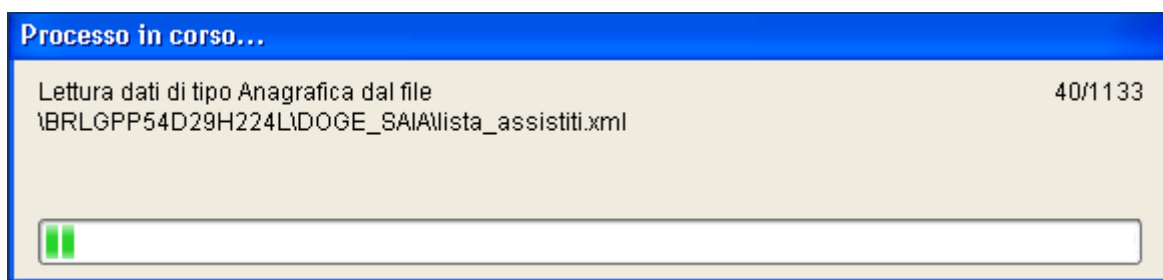 Processo in corso...
Lettura dati di tipo Anagrafica dal file 40/1133
\BRLGPP54D29H224L\DOGE_SAIA\lista_assistiti.xml